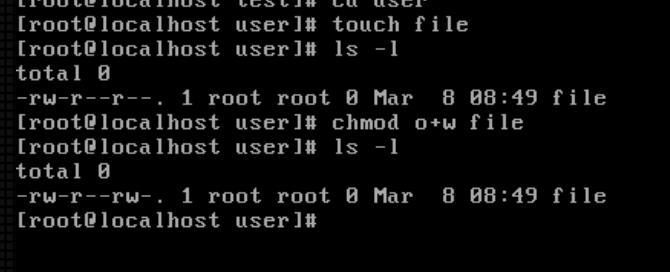 [root@localhost test]# cd user
[root@localhost user]# touch file
[root@localhost user]# ls -l
total 0
-rw-r--r--. 1 root root 0 Mar  8 08:49 file
[root@localhost user]# chmod o+w file
[root@localhost user]# ls -l
total 0
-rw-r--rw-. 1 root root 0 Mar  8 08:49 file
[root@localhost user]#